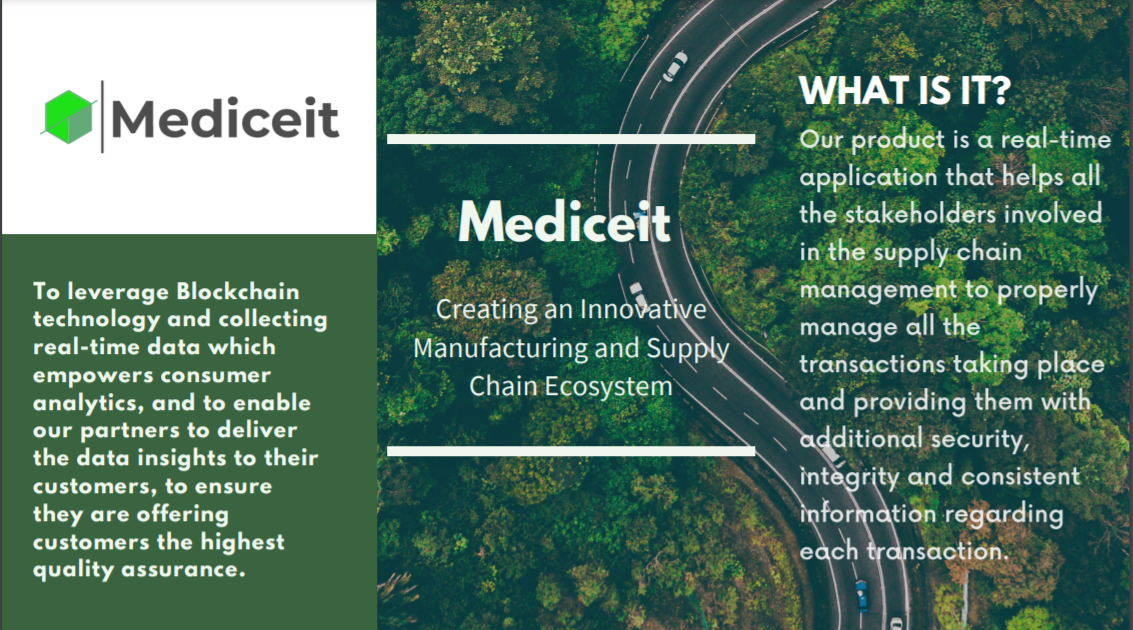 Mediceit
To leverage Blockchain
technology and collecting
real-time data which
empowers consumer
analytics, and to enable
our partners to deliver
the data insights to their
customers, to ensure
they are offering
customers the highest
quality assurance.
Mediceit
Creating an Innovative
Manufacturing and Supply
Chain Ecosystem
WHAT IS IT?
Our product is a real-time
application that helps all
the stakeholders involved
in the supply chain
management to properly
manage all the
transactions taking place
and providing them with
additional security,
integrity and consistent
information regarding
each transaction.